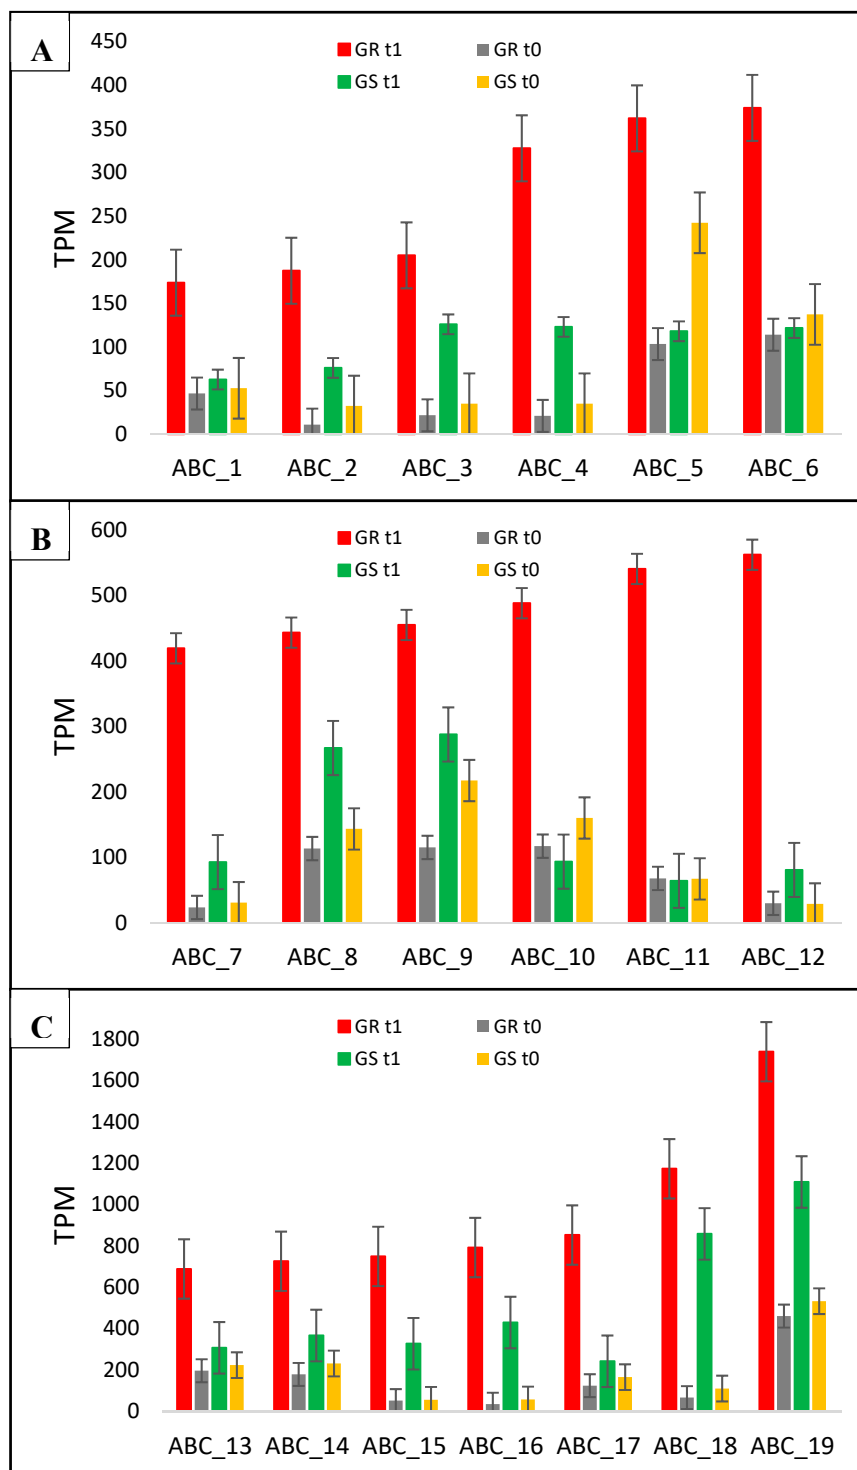 A
GR t1 GR t0
GS t1 GS t0
450
400
350
300
250
200
150
100
50
0
TPM
ABC_1 ABC_2 ABC_3 ABC_4 ABC_5 ABC_6
B
GR t1 GR t0
GS t1 GS t0
600
500
400
300
200
100
0
TPM
ABC_7 ABC_8 ABC_9 ABC_10 ABC_11 ABC_12
C
GR t1 GR t0
GS t1 GS t0
1800
1600
1400
1200
1000
800
600
400
200
0
TPM
ABC_13 ABC_14 ABC_15 ABC_16 ABC_17 ABC_18 ABC_19